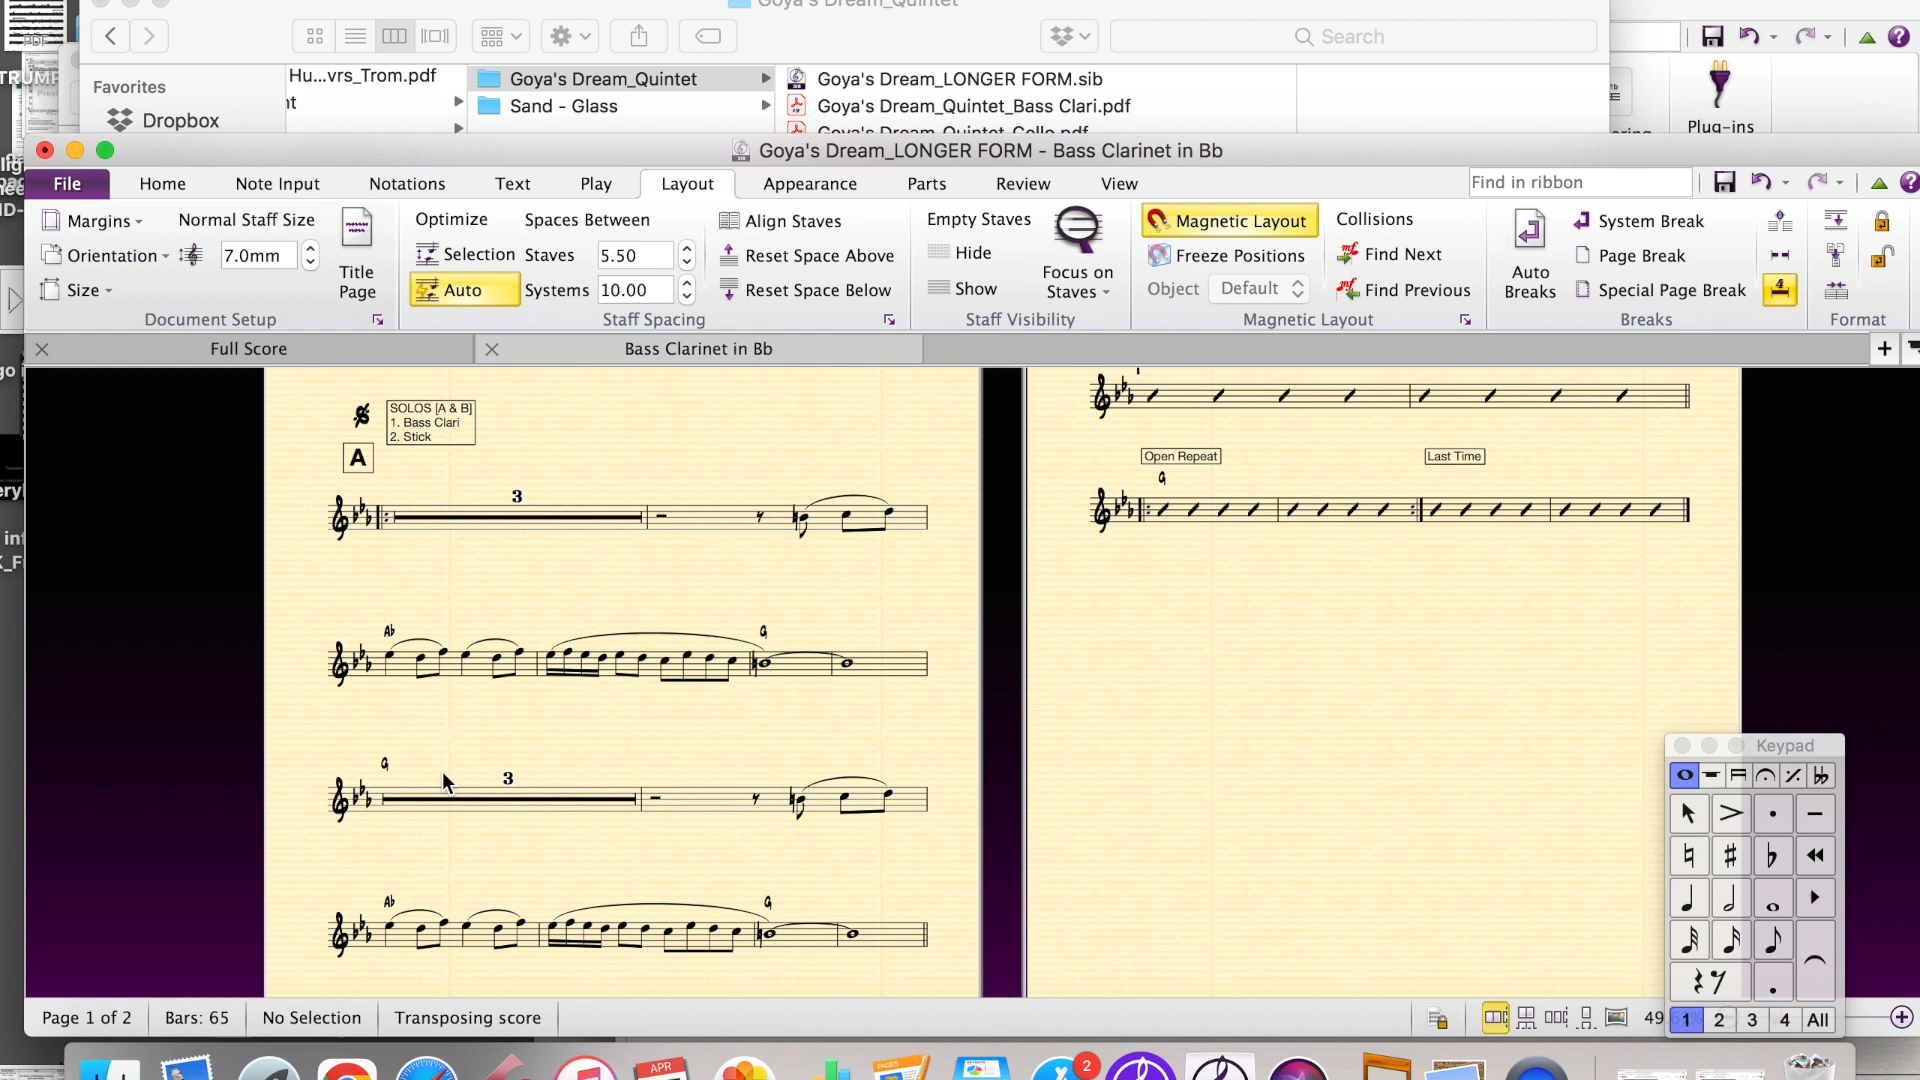 PDF
TRUMP
Goya's Dream_Quintet
Search
Favorites
Dropbox
Hu...vrs_Trom.pdf
Goya's Dream_Quintet
Sand - Glass
Goya's Dream_LONGER FORM.sib
Goya's Dream_Quintet_Bass Clari.pdf
Goya's Dream_Quintet_Cello.pdf
Plug-ins
Goya's Dream_LONGER FORM - Bass Clarinet in Bb
File Home Note Input Notations Text Play Layout Appearance Parts Review View
Find in ribbon
Margins Normal Staff Size
Orientation 7.0mm
Size
Title
Page
Document Setup
Optimize Spaces Between
Selection Staves 5.50
Auto Systems 10.00
Staff Spacing
Align Staves
Reset Space Above
Reset Space Below
Empty Staves
Hide
Show
Focus on
Staves
Staff Visibility
Magnetic Layout Collisions
Freeze Positions Find Next
Object Default Find Previous
Magnetic Layout
Auto
Breaks
System Break
Page Break
Special Page Break
Breaks
4
Format
Full Score Bass Clarinet in Bb
SOLOS [A & B]
1. Bass Clari
2. Stick
A
3
Ab G
G 3
Ab G
Open Repeat Last Time
G
Keypad
1 2 3 4 All
Page 1 of 2 Bars: 65 No Selection Transposing score
APR
PAGES
2